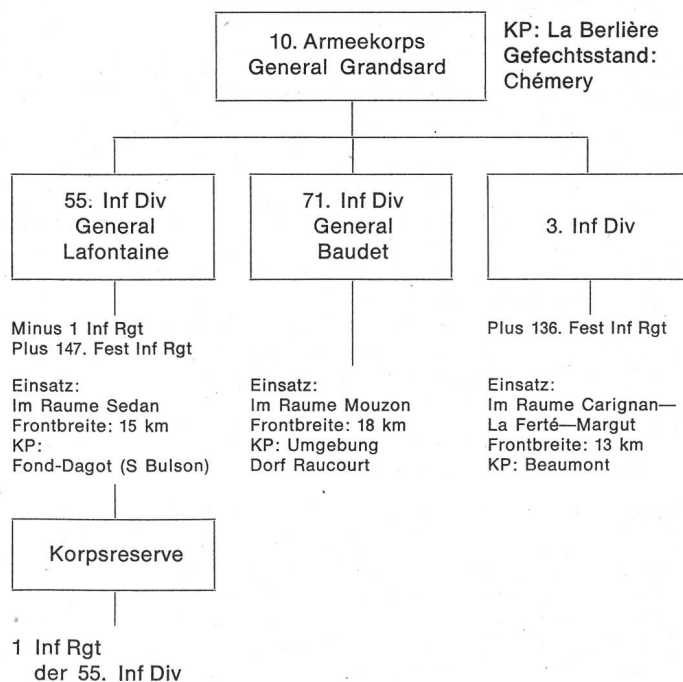 10. Armeekorps
General Grandsard
KP: La Berlière
Gefechtsstand:
Chémery
55. Inf Div
General
Lafontaine
71. Inf Div
General
Baudet
3. Inf Div
Minus 1 Inf Rgt
Plus 147. Fest Inf Rgt
Einsatz:
Im Raume Sedan
Frontbreite: 15 km
KP:
Fond-Dagot (S Bulson)
Einsatz:
Im Raume Mouzon
Frontbreite: 18 km
KP: Umgebung
Dorf Raucourt
Plus 136. Fest Inf Rgt
Einsatz:
Im Raume Carignan—
La Ferté—Margut
Frontbreite: 13 km
KP: Beaumont
Korpsreserve
1 Inf Rgt
der 55. Inf Div